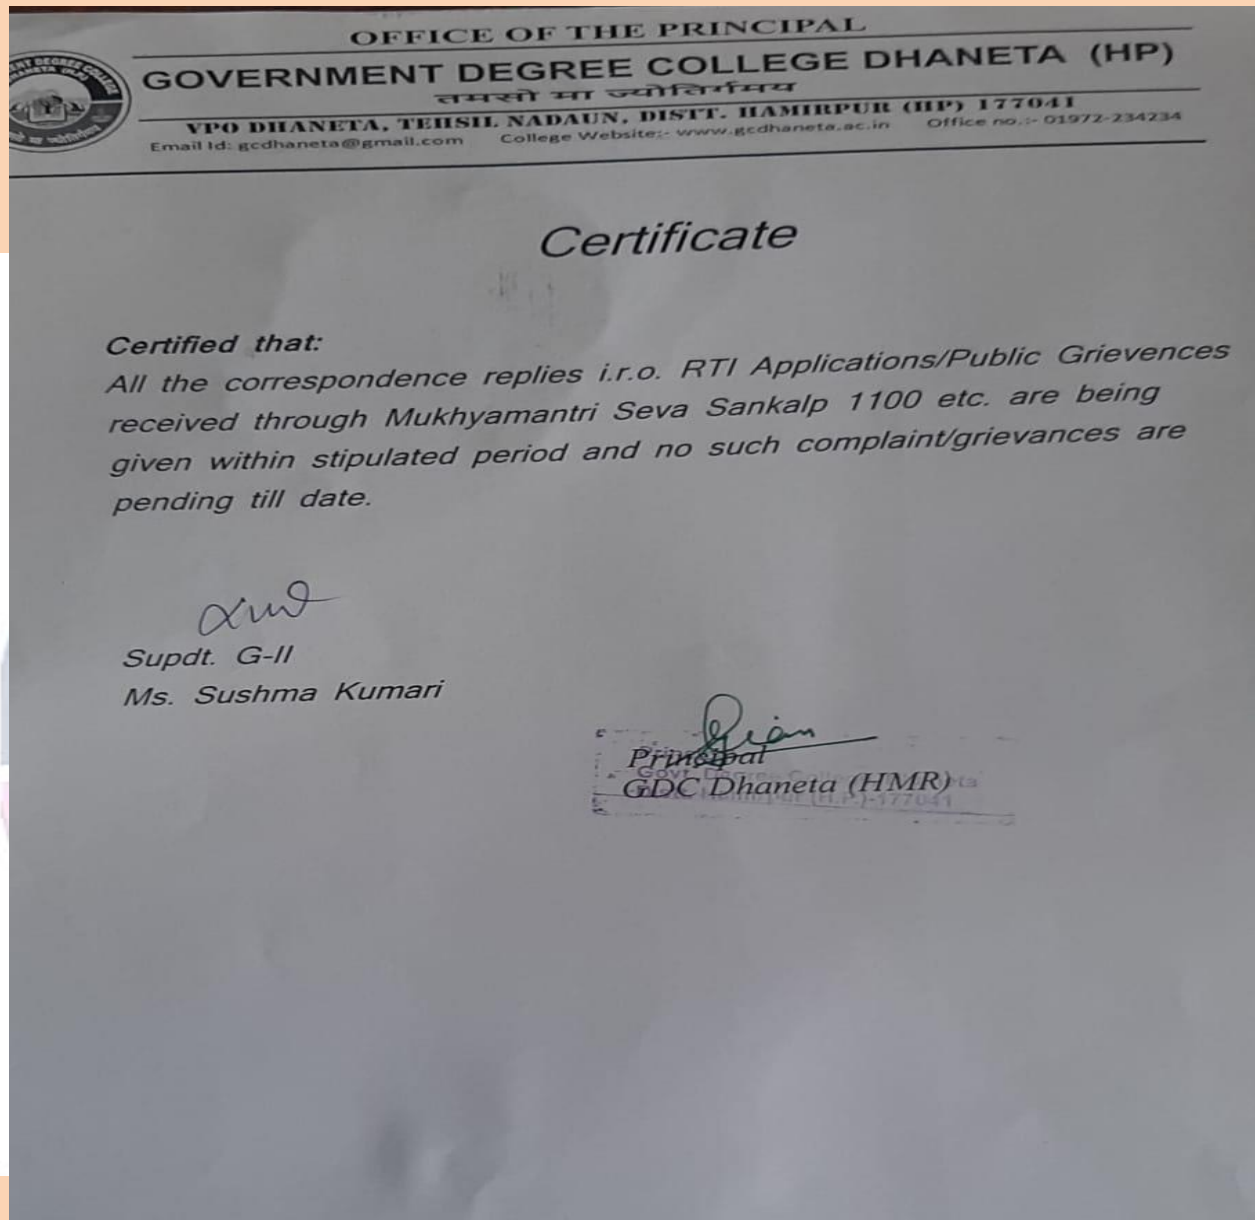 OFFICE OF THE PRINCIPAL
GOVERNMENT DEGREE COLLEGE DHANETA (HP)
तमसो मा ज्योतिर्गमय
VPO DHANETA, TEHSIL NADAUN, DISTT. HAMIRPUR (HP) 177041
Email Id: gcdhaneta@gmail.com College Website:- www.gcdhaneta.ac.in Office no.:- 01972-234234
Certificate
Certified that:
All the correspondence replies i.r.o. RTI Applications/Public Grievences
received through Mukhyamantri Seva Sankalp 1100 etc. are being
given within stipulated period and no such complaint/grievances are
pending till date.
Supdt. G-II
Ms. Sushma Kumari
Gian
Principal
GDC Dhaneta (HMR)
(H.P.)-177041